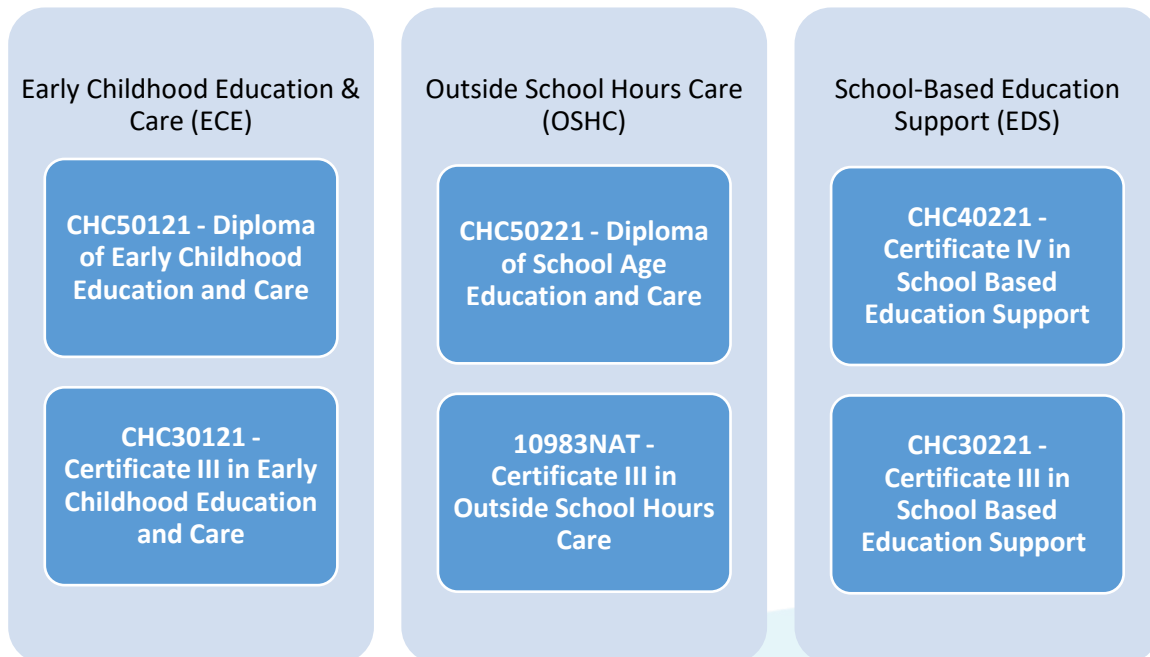 Early Childhood Education &
Care (ECE)
CHC50121 - Diploma
of Early Childhood
Education and Care
CHC30121 -
Certificate III in Early
Childhood Education
and Care
Outside School Hours Care
(OSHC)
CHC50221 - Diploma
of School Age
Education and Care
10983NAT -
Certificate III in
Outside School Hours
Care
School-Based Education
Support (EDS)
CHC40221 -
Certificate IV in
School Based
Education Support
CHC30221 -
Certificate III in
School Based
Education Support